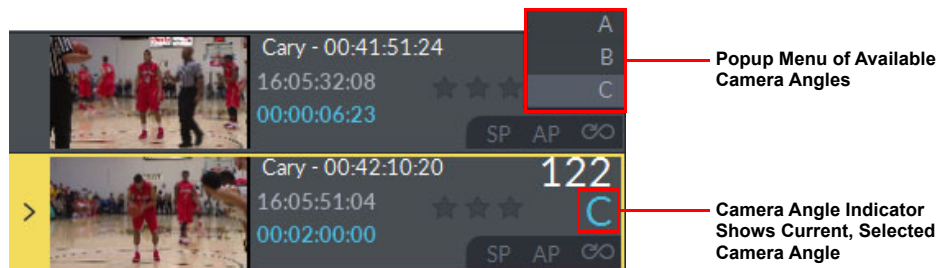 Cary - 00:41:51:24
16:05:32:08
00:00:06:23
SP AP
A
B
C
Popup Menu of Available
Camera Angles
Cary - 00:42:10:20
16:05:51:04
00:02:00:00
122
C
SP AP
Camera Angle Indicator
Shows Current, Selected
Camera Angle